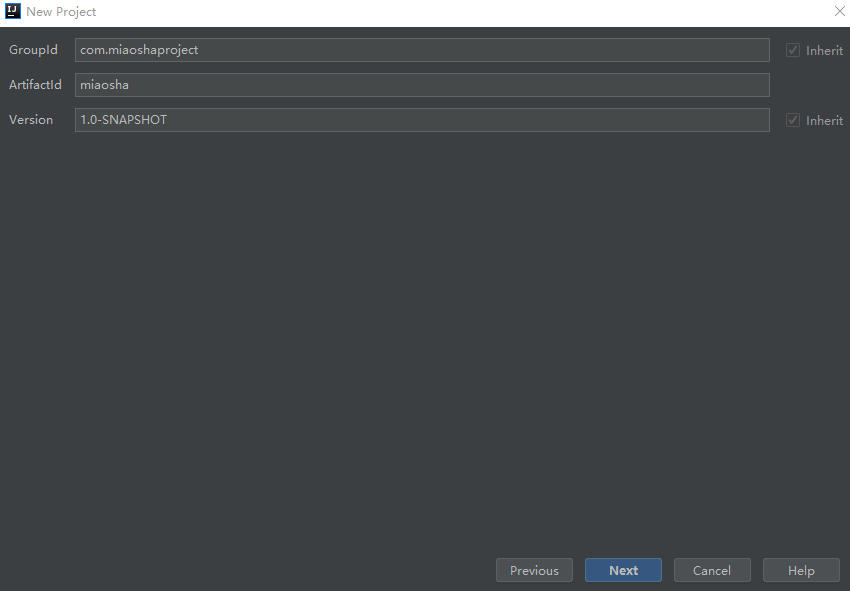 IJ New Project
GroupId com.miaoshaproject Inherit
ArtifactId miaosha
Version 1.0-SNAPSHOT Inherit
Previous Next Cancel Help